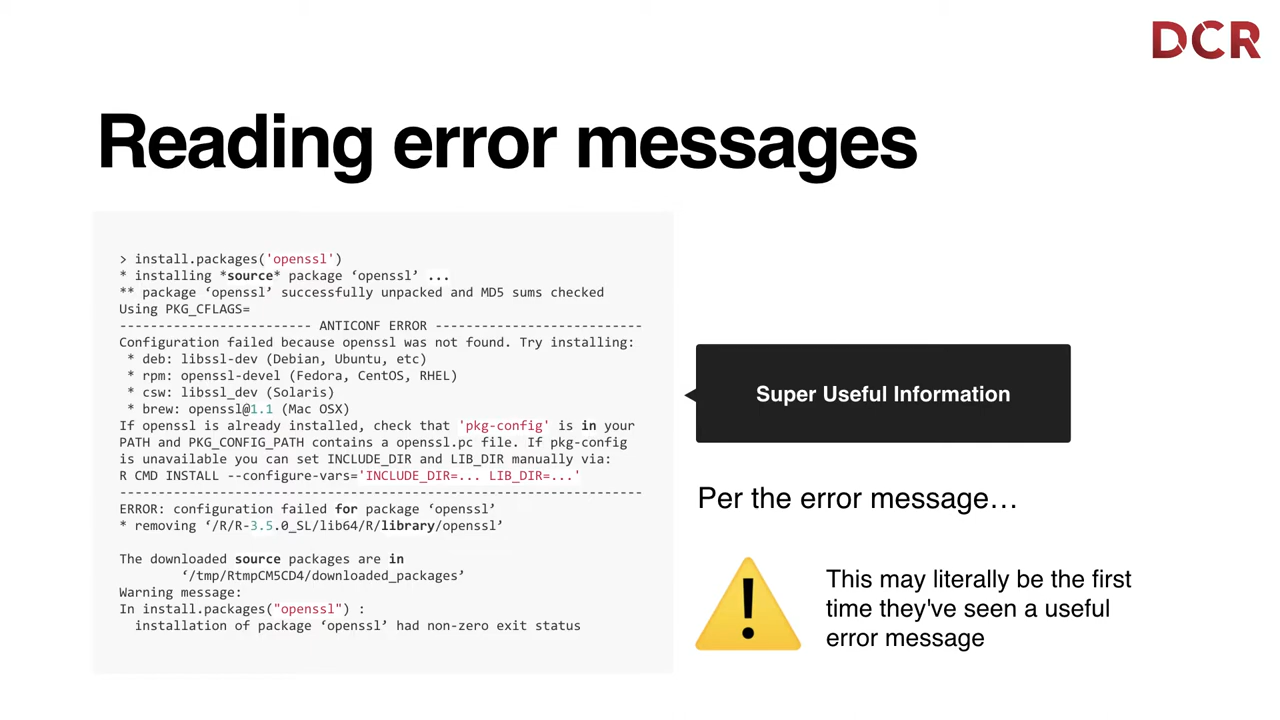 DCR
Reading error messages
> install.packages('openssl')
* installing *source* package ‘openssl’ ...
** package ‘openssl’ successfully unpacked and MD5 sums checked
Using PKG_CFLAGS=
------------------------- ANTICONF ERROR ---------------------------
Configuration failed because openssl was not found. Try installing:
* deb: libssl-dev (Debian, Ubuntu, etc)
* rpm: openssl-devel (Fedora, CentOS, RHEL)
* csw: libssl_dev (Solaris)
* brew: openssl@1.1 (Mac OSX)
If openssl is already installed, check that 'pkg-config' is in your
PATH and PKG_CONFIG_PATH contains a openssl.pc file. If pkg-config
is unavailable you can set INCLUDE_DIR and LIB_DIR manually via:
R CMD INSTALL --configure-vars='INCLUDE_DIR=... LIB_DIR=...'
--------------------------------------------------------------------
ERROR: configuration failed for package ‘openssl’
* removing ‘/R/R-3.5.0_SL/lib64/R/library/openssl’
The downloaded source packages are in
‘/tmp/RtmpCM5CD4/downloaded_packages’
Warning message:
In install.packages("openssl") :
installation of package ‘openssl’ had non-zero exit status
Super Useful Information
Per the error message…
This may literally be the first
time they've seen a useful
error message